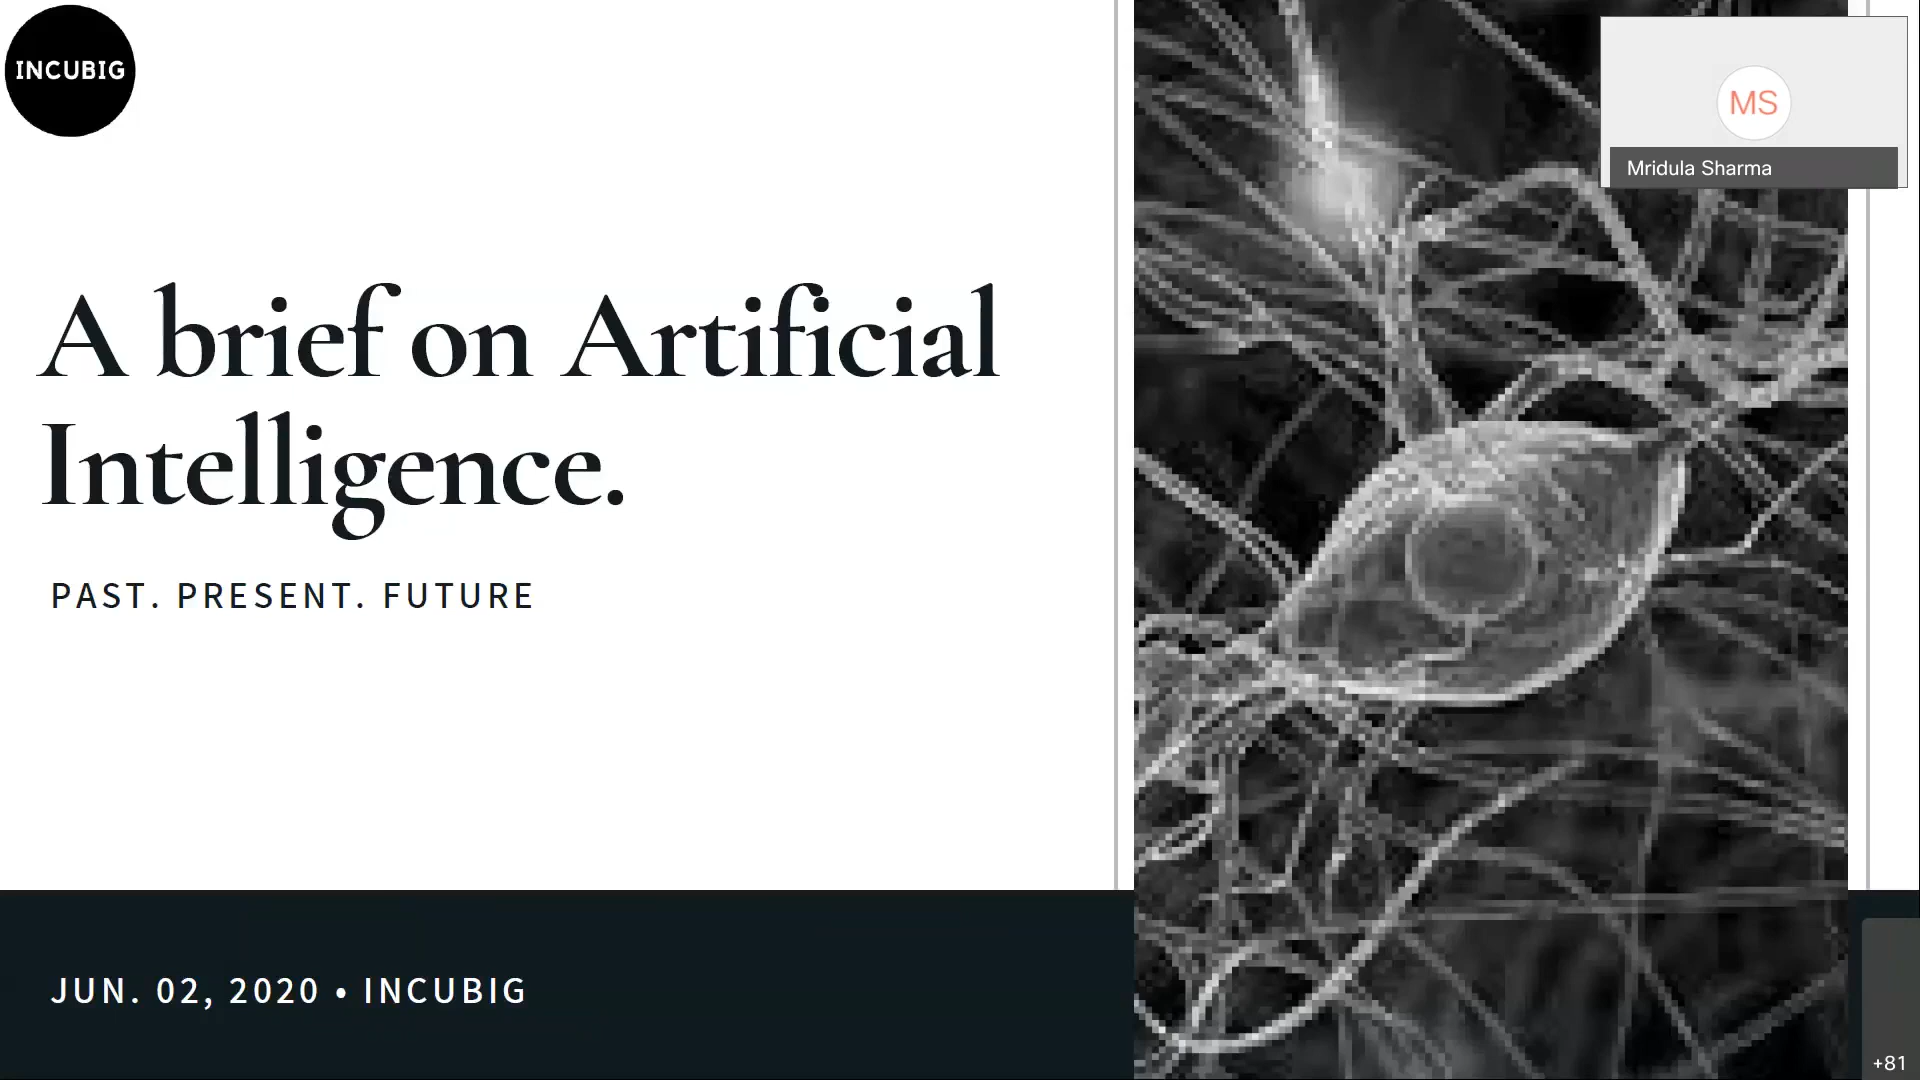 INCUBIG
A brief on Artificial
Intelligence.
PAST. PRESENT. FUTURE
JUN. 02, 2020 • INCUBIG
MS
Mridula Sharma
+81